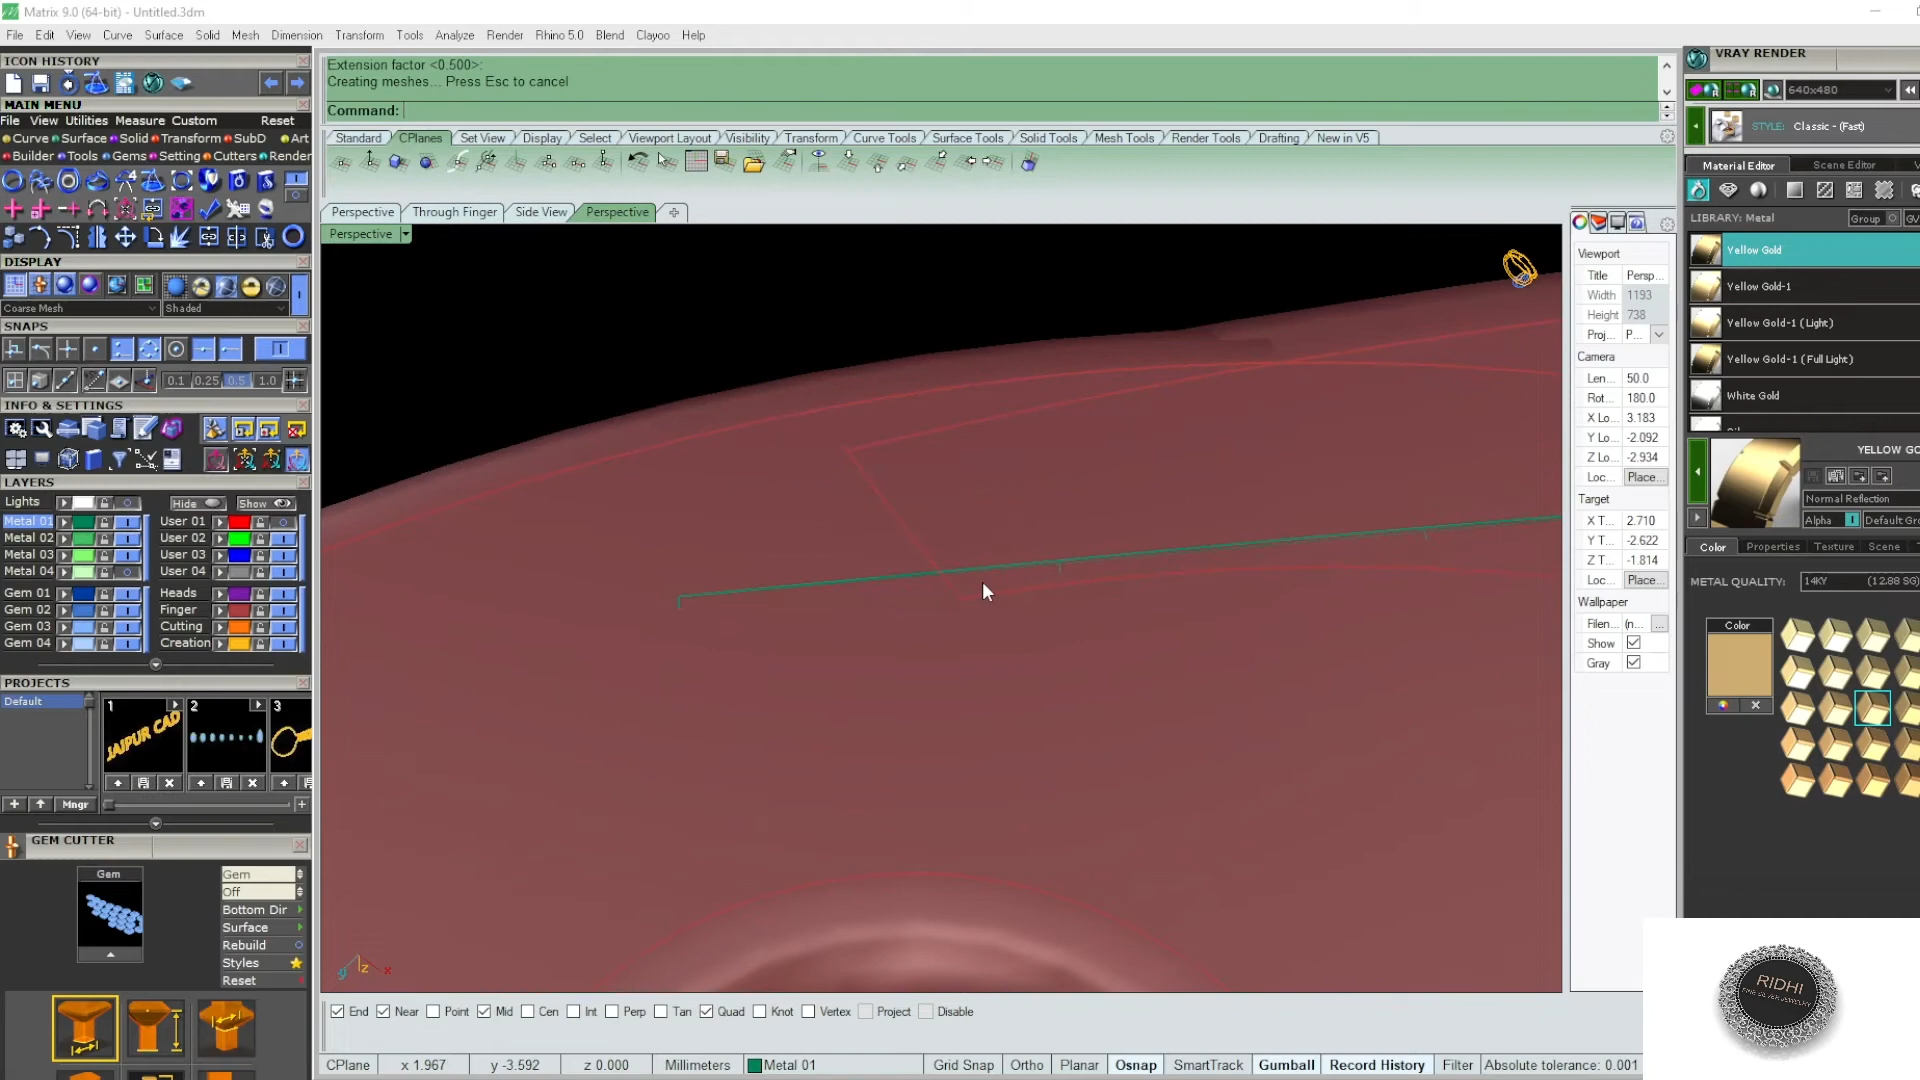 Matrix 9.0 (64-bit) - Untitled.3dm
File Edit View Curve Surface Solid Mesh Dimension Transform Tools Analyze Render Rhino 5.0 Blend Clayoo Help
ICON HISTORY
MAIN MENU
File View Utilities Measure Custom Reset
Curve Surface Solid Transform SubD Art
Builder Tools Gems Setting Cutters Render
DISPLAY
Coarse Mesh Shaded
SNAPS
0.1 0.25 0.5 1.0
INFO & SETTINGS
LAYERS
Lights Hide Show
Metal 01 User 01
Metal 02 User 02
Metal 03 User 03
Metal 04 User 04
Gem 01 Heads
Gem 02 Finger
Gem 03 Cutting
Gem 04 Creation
PROJECTS
Default
1 2 3
JAIPUR CAD
Mngr
GEM CUTTER
Gem
Gem
Off
Bottom Dir
Surface
Rebuild
Styles
Reset
Extension factor <0.500>:
Creating meshes... Press Esc to cancel
Command:
Standard CPlanes Set View Display Select Viewport Layout Visibility Transform Curve Tools Surface Tools Solid Tools Mesh Tools Render Tools Drafting New in V5
Perspective Through Finger Side View Perspective
Perspective
z
y x
End Near Point Mid Cen Int Perp Tan Quad Knot Vertex Project Disable
CPlane x 1.967 y -3.592 z 0.000 Millimeters Metal 01 Grid Snap Ortho Planar Osnap SmartTrack Gumball Record History Filter Absolute tolerance: 0.001
Viewport
Title Persp...
Width 1193
Height 738
Proj... P...
Camera
Len... 50.0
Rot... 180.0
X Lo... 3.183
Y Lo... -2.092
Z Lo... -2.934
Loc... Place...
Target
X T... 2.710
Y T... -2.622
Z T... -1.814
Loc... Place...
Wallpaper
Filen... (n... ...
Show
Gray
VRAY RENDER
640x480
STYLE: Classic - (Fast)
Material Editor Scene Editor
LIBRARY: Metal Group GV
Yellow Gold
Yellow Gold-1
Yellow Gold-1 (Light)
Yellow Gold-1 (Full Light)
White Gold
YELLOW GO
Normal Reflection
Alpha Default Gro
Color Properties Texture Scene
METAL QUALITY: 14KY (12.88 SG)
Color
RIDHI
FINE SILVER JEWELRY